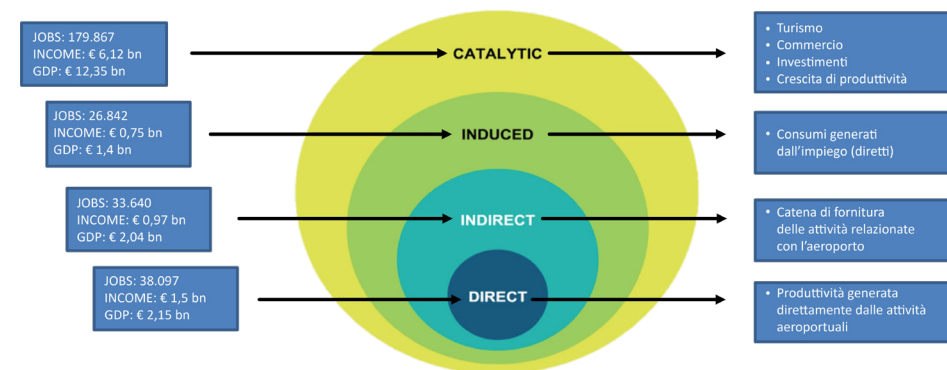 JOBS: 179.867
INCOME: € 6,12 bn
GDP: € 12,35 bn
CATALYTIC
• Turismo
• Commercio
• Investimenti
• Crescita di produttività
JOBS: 26.842
INCOME: € 0,75 bn
GDP: € 1,4 bn
INDUCED
• Consumi generati
dall’impiego (diretti)
JOBS: 33.640
INCOME: € 0,97 bn
GDP: € 2,04 bn
INDIRECT
• Catena di fornitura
delle attività relazionate
con l’aeroporto
JOBS: 38.097
INCOME: € 1,5 bn
GDP: € 2,15 bn
DIRECT
• Produttività generata
direttamente dalle attività
aeroportuali